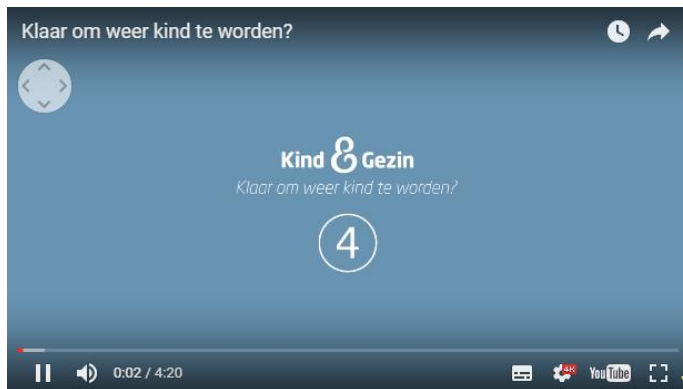 Klaar om weer kind te worden?
Kind & Gezin
Klaar om weer kind te worden?
4
0:02 / 4:20
4K
YouTube